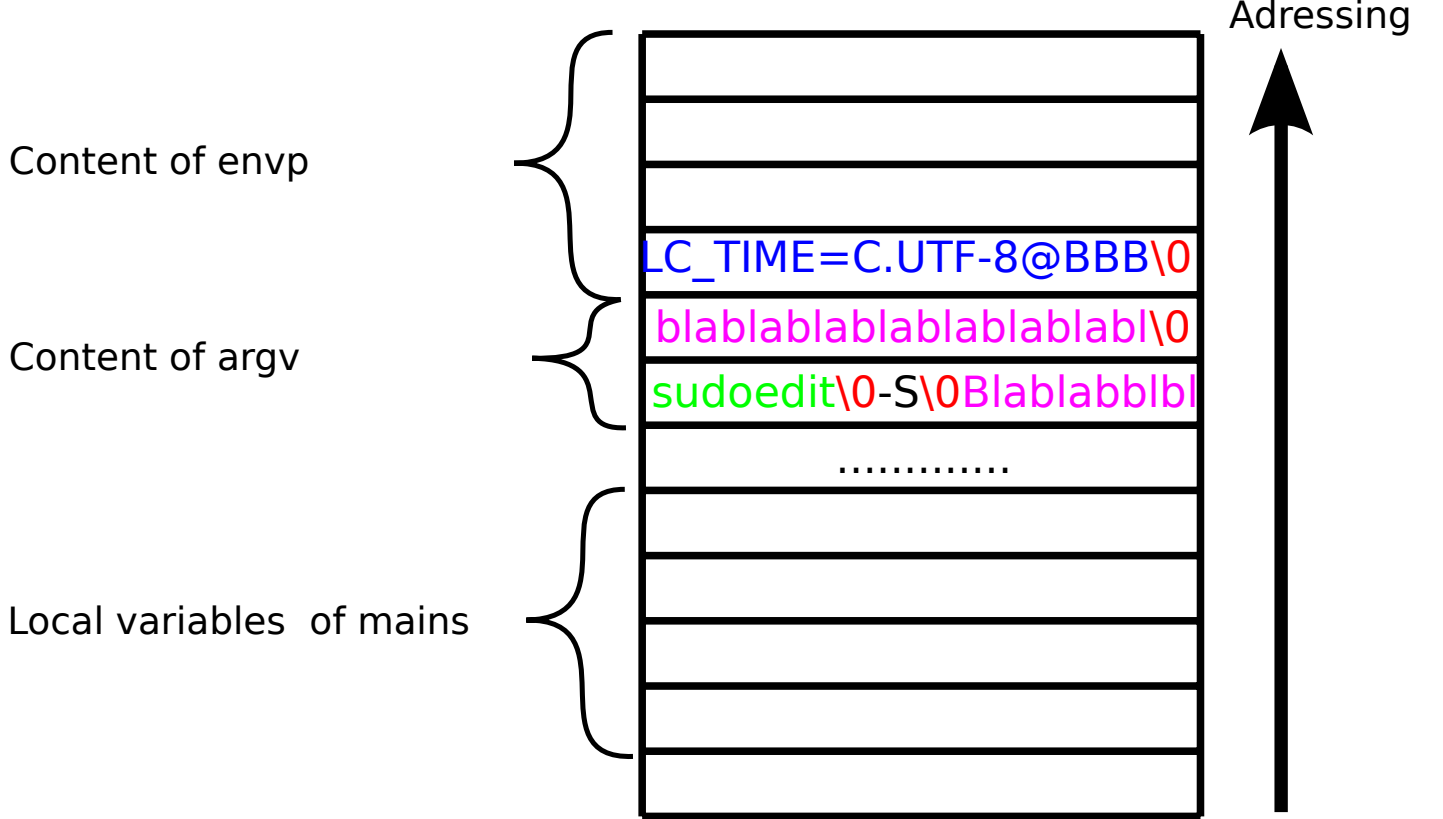 Adressing
Content of envp
LC_TIME=C.UTF-8@BBB\0
blablablablablablablabl\0
Content of argv
sudoedit\0-S\0Blablabblbl
.............
Local variables  of mains